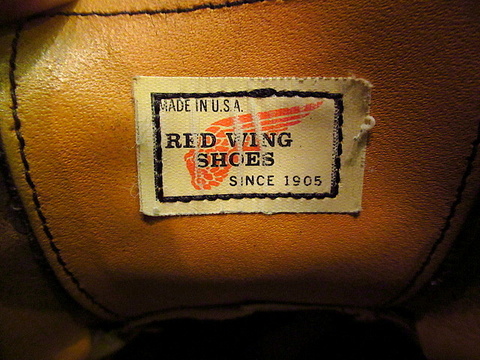 MADE IN U.S.A.
RED WING
SHOES
SINCE 1905